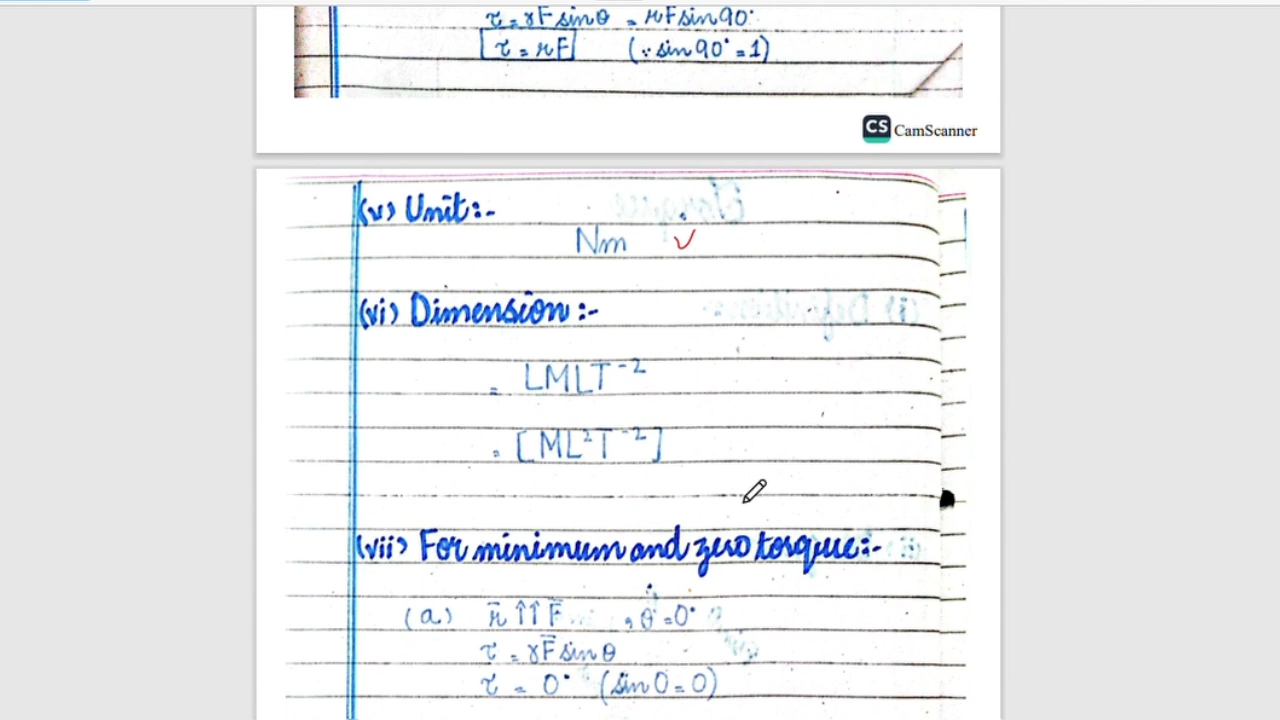 τ = rF sinθ = rF sin90°
τ = rF (∵ sin90° = 1)
CS CamScanner
(v) Unit:-
Nm ✓
(vi) Dimension:-
= LMLT⁻²
= [ML²T⁻²]
(vii) For minimum and zero torque:-
(a) r̄ ↑↑ F̄ , θ = 0°
τ = rF̄ sinθ
τ = 0° (sin0 = 0)